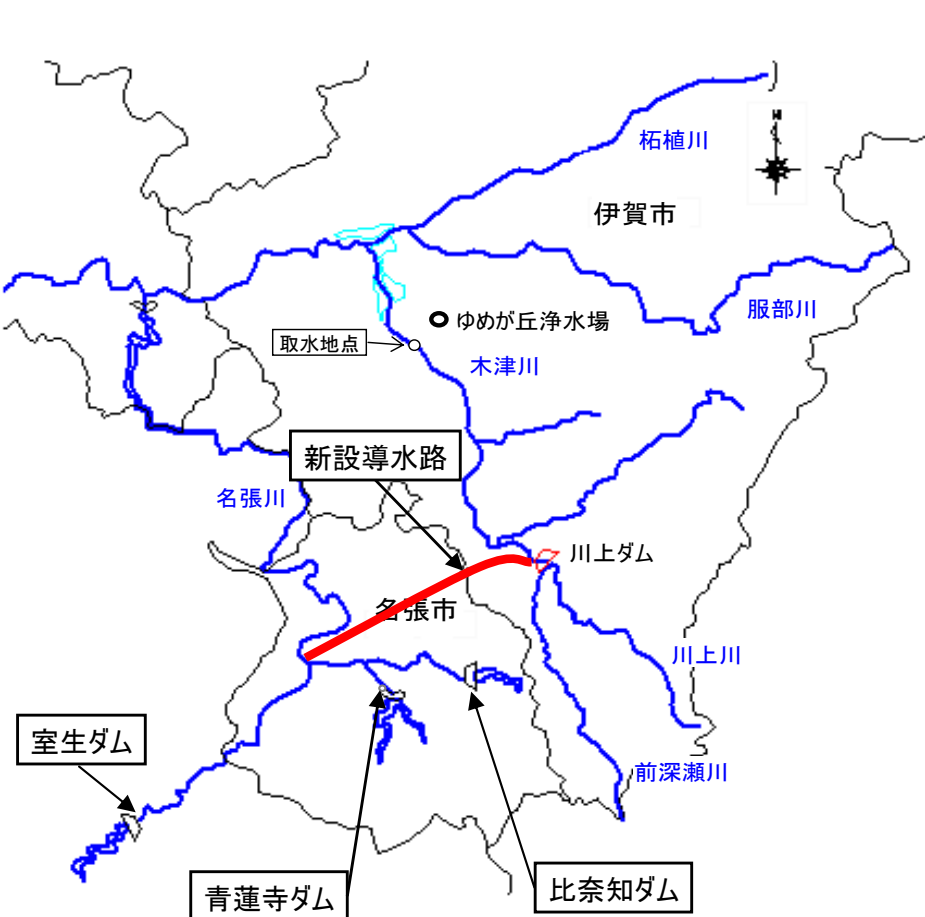 N
柘植川
伊賀市
服部川
ゆめが丘浄水場
取水地点
木津川
新設導水路
名張川
川上ダム
名張市
川上川
室生ダム
前深瀬川
青蓮寺ダム
比奈知ダム